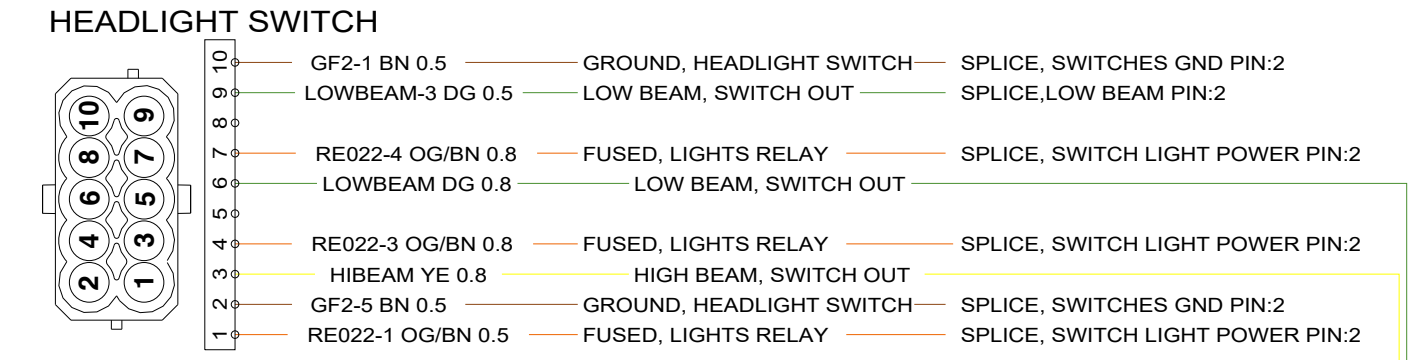 HEADLIGHT SWITCH
10 GF2-1 BN 0.5 GROUND, HEADLIGHT SWITCH SPLICE, SWITCHES GND PIN:2
9 LOWBEAM-3 DG 0.5 LOW BEAM, SWITCH OUT SPLICE,LOW BEAM PIN:2
8
7 RE022-4 OG/BN 0.8 FUSED, LIGHTS RELAY SPLICE, SWITCH LIGHT POWER PIN:2
6 LOWBEAM DG 0.8 LOW BEAM, SWITCH OUT
5
4 RE022-3 OG/BN 0.8 FUSED, LIGHTS RELAY SPLICE, SWITCH LIGHT POWER PIN:2
3 HIBEAM YE 0.8 HIGH BEAM, SWITCH OUT
2 GF2-5 BN 0.5 GROUND, HEADLIGHT SWITCH SPLICE, SWITCHES GND PIN:2
1 RE022-1 OG/BN 0.5 FUSED, LIGHTS RELAY SPLICE, SWITCH LIGHT POWER PIN:2
10 9
8 7
6 5
4 3
2 1